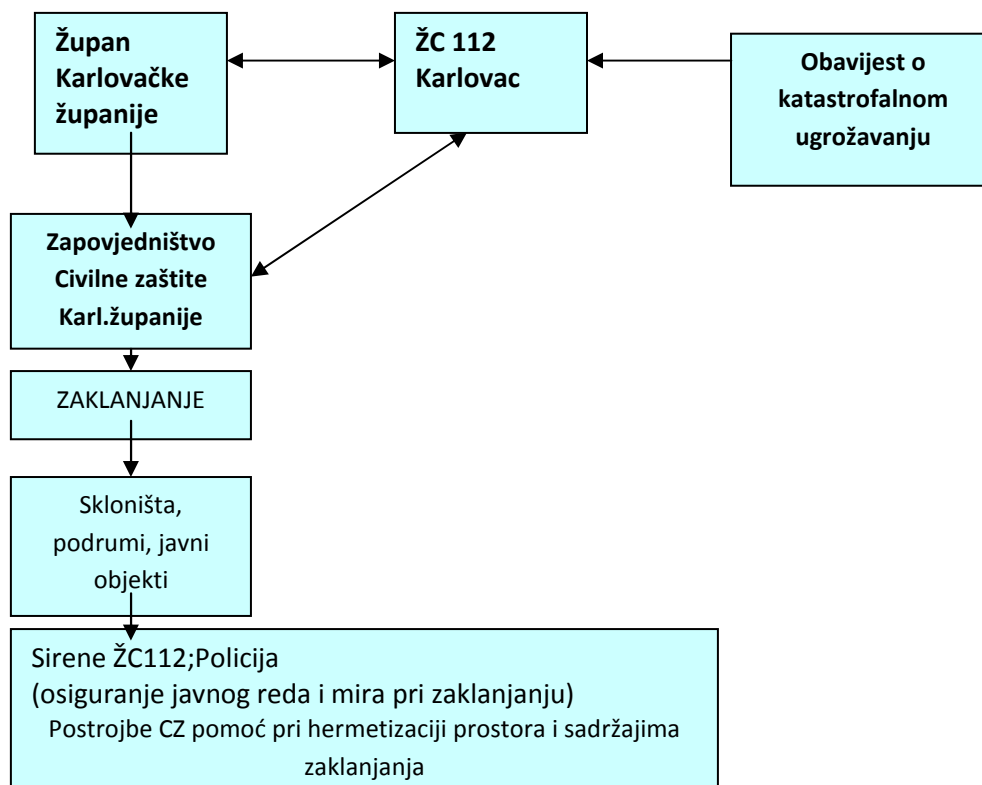 Župan
Karlovačke
županije
ŽC 112
Karlovac
Obavijest o
katastrofalnom
ugrožavanju
Zapovjedništvo
Civilne zaštite
Karl.županije
ZAKLANJANJE
Skloništa,
podrumi, javni
objekti
Sirene ŽC112;Policija
(osiguranje javnog reda i mira pri zaklanjanju)
Postrojbe CZ pomoć pri hermetizaciji prostora i sadržajima
zaklanjanja